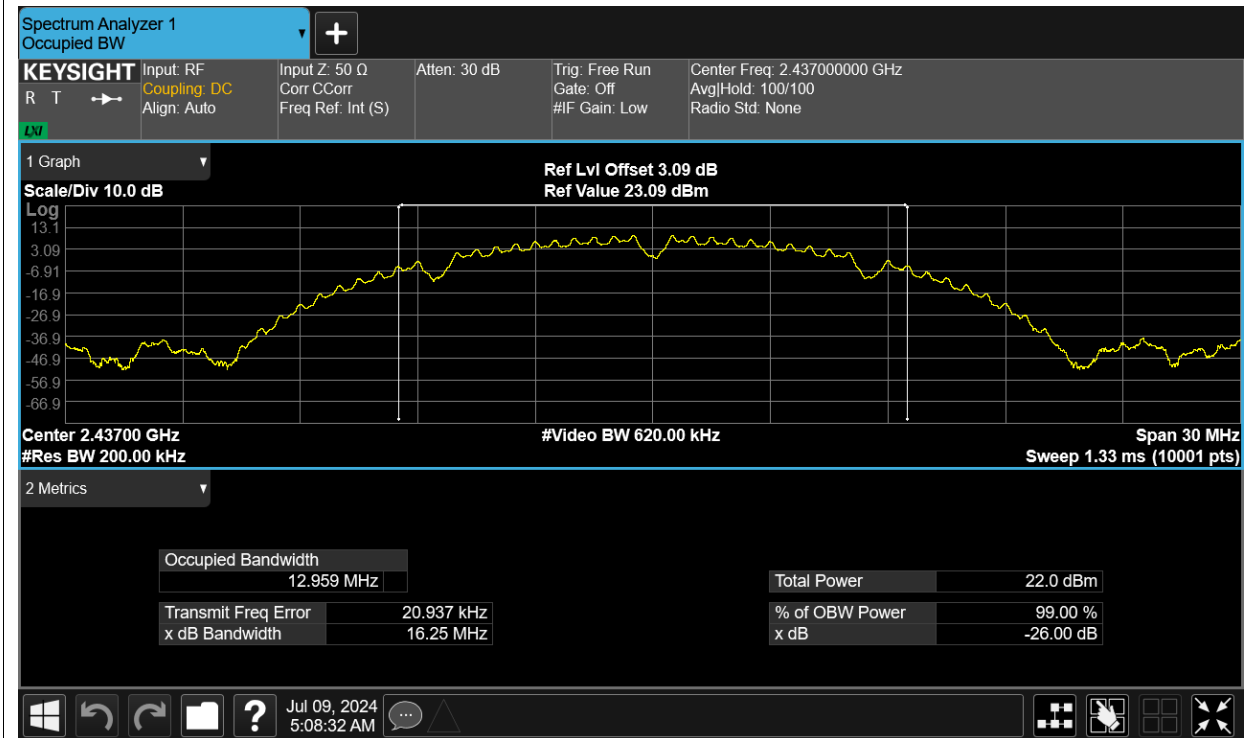 Spectrum Analyzer 1
Occupied BW
KEYSIGHT
R T
LXI
Input: RF
Coupling: DC
Align: Auto
Input Z: 50 Ω
Corr CCorr
Freq Ref: Int (S)
Atten: 30 dB
Trig: Free Run
Gate: Off
#IF Gain: Low
Center Freq: 2.437000000 GHz
Avg|Hold: 100/100
Radio Std: None
1 Graph
Scale/Div 10.0 dB
Ref Lvl Offset 3.09 dB
Ref Value 23.09 dBm
Log
13.1
3.09
-6.91
-16.9
-26.9
-36.9
-46.9
-56.9
-66.9
Center 2.43700 GHz
#Video BW 620.00 kHz
Span 30 MHz
#Res BW 200.00 kHz
Sweep 1.33 ms (10001 pts)
2 Metrics
Occupied Bandwidth
12.959 MHz
Total Power 22.0 dBm
Transmit Freq Error 20.937 kHz
% of OBW Power 99.00 %
x dB Bandwidth 16.25 MHz
x dB -26.00 dB
?
Jul 09, 2024
5:08:32 AM